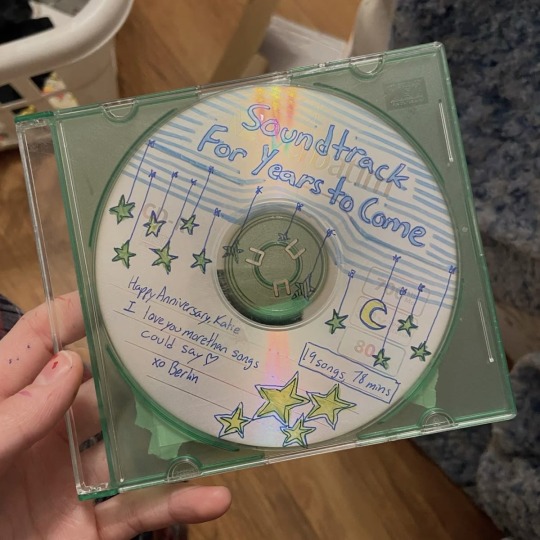 Soundtrack
For Years to Come
Happy Anniversary, Katie
I love you more than songs
could say ♡
xo Berlin
19 songs, 78 mins
80